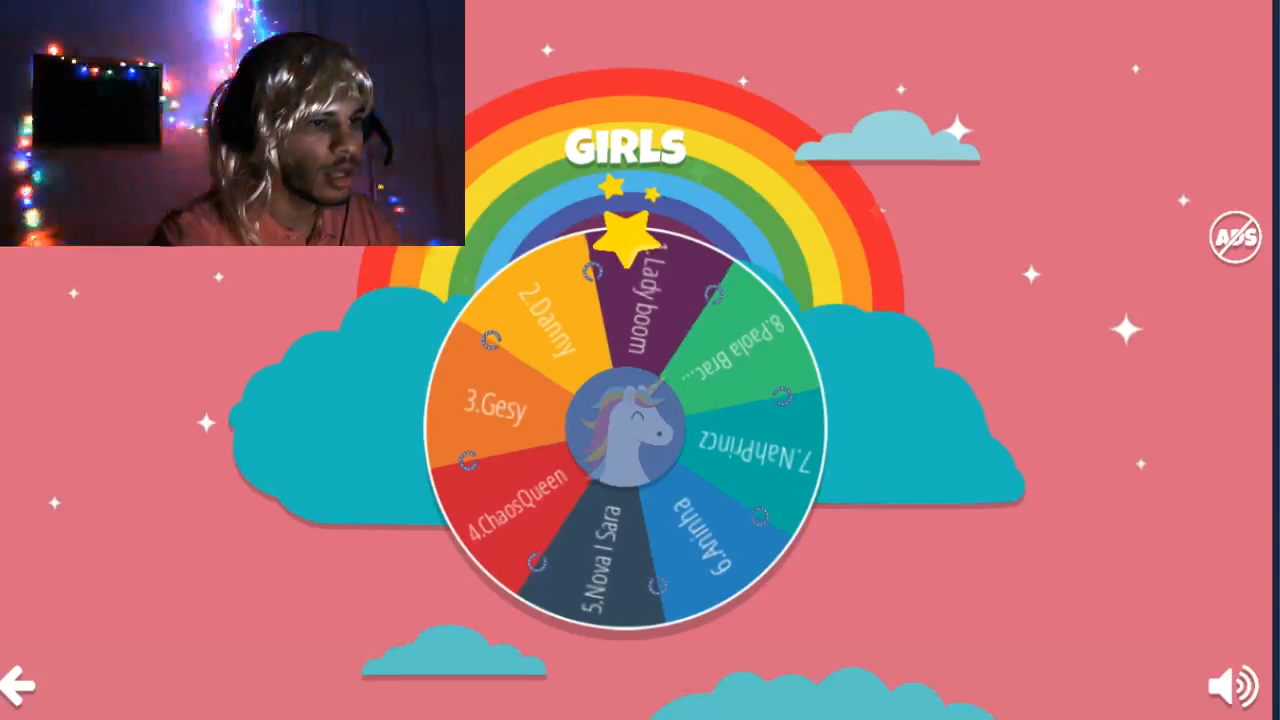 GIRLS
1.Lady boom
2.Danny
3.Gesy
4.ChaosQueen
5.Nova | Sara
6.Aninha
7.NahPrincz
8.Paola Brac...
ADS